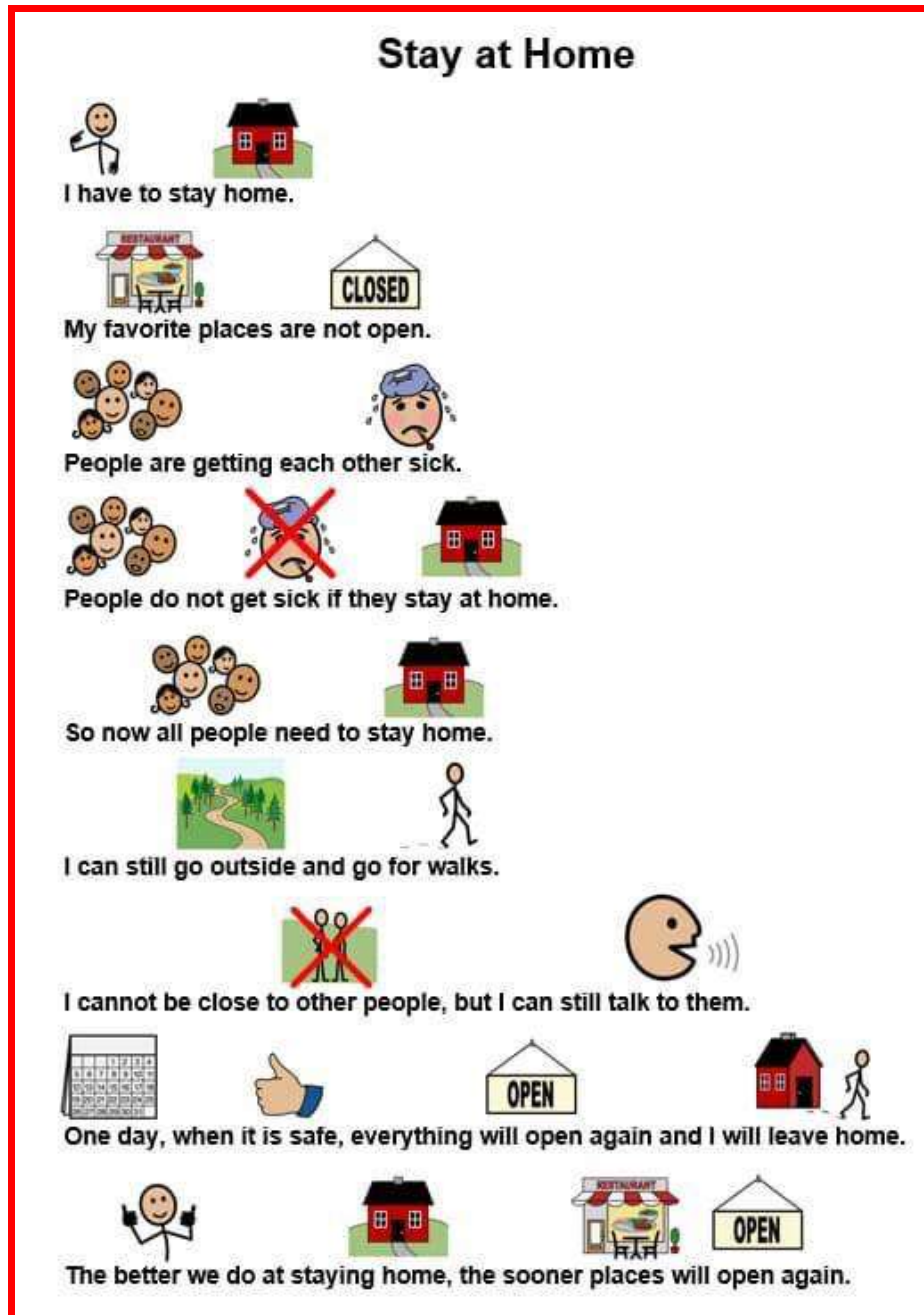 Stay at Home
I have to stay home.
RESTAURANT
CLOSED
My favorite places are not open.
People are getting each other sick.
People do not get sick if they stay at home.
So now all people need to stay home.
I can still go outside and go for walks.
I cannot be close to other people, but I can still talk to them.
OPEN
One day, when it is safe, everything will open again and I will leave home.
RESTAURANT
OPEN
The better we do at staying home, the sooner places will open again.